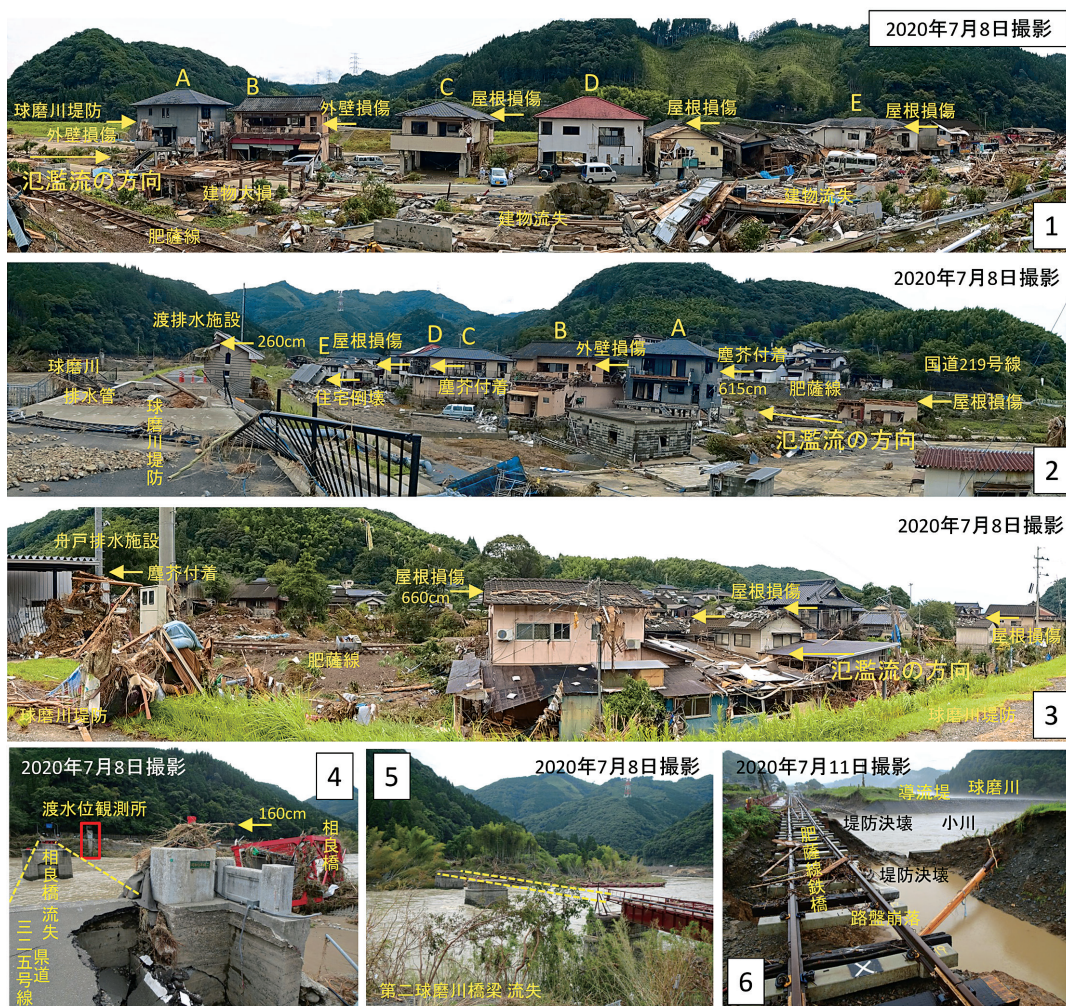 2020年7月8日撮影
A
B
C
D
E
球磨川堤防
外壁損傷
外壁損傷
屋根損傷
屋根損傷
屋根損傷
氾濫流の方向
建物大損
建物流失
建物流失
肥薩線
1
2020年7月8日撮影
渡排水施設
260cm
E
屋根損傷
D
C
B
A
外壁損傷
塵芥付着
615cm
国道219号線
球磨川
排水管
球磨川堤防
住宅倒壊
塵芥付着
肥薩線
屋根損傷
氾濫流の方向
2
2020年7月8日撮影
舟戸排水施設
塵芥付着
屋根損傷
660cm
屋根損傷
屋根損傷
肥薩線
氾濫流の方向
球磨川堤防
球磨川堤防
3
2020年7月8日撮影
4
渡水位観測所
160cm
相良橋
相良橋 流失
県道
三二五号線
5
2020年7月8日撮影
第二球磨川橋梁 流失
2020年7月11日撮影
導流堤
球磨川
堤防決壊
小川
肥薩線鉄橋
堤防決壊
路盤崩落
6